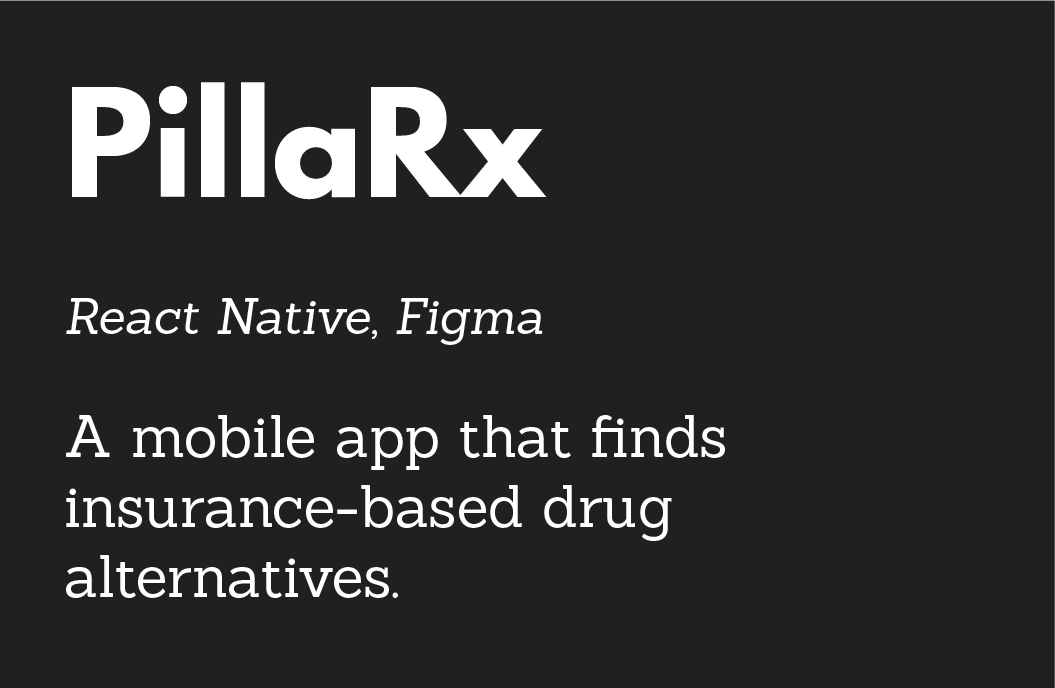 PillaRx
React Native, Figma
A mobile app that finds
insurance-based drug
alternatives.